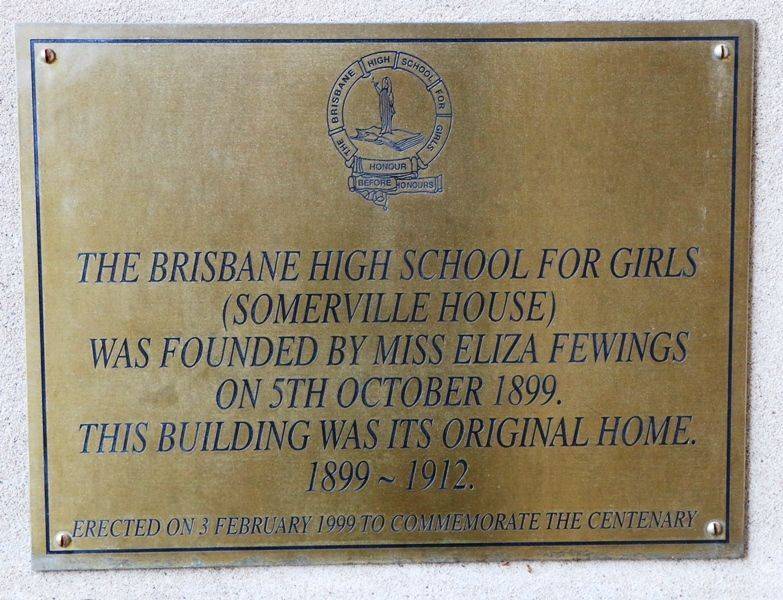 THE BRISBANE HIGH SCHOOL FOR GIRLS
HONOUR
BEFORE HONOURS
THE BRISBANE HIGH SCHOOL FOR GIRLS
(SOMERVILLE HOUSE)
WAS FOUNDED BY MISS ELIZA FEWINGS
ON 5TH OCTOBER 1899.
THIS BUILDING WAS ITS ORIGINAL HOME.
1899 ~ 1912.
ERECTED ON 3 FEBRUARY 1999 TO COMMEMORATE THE CENTENARY